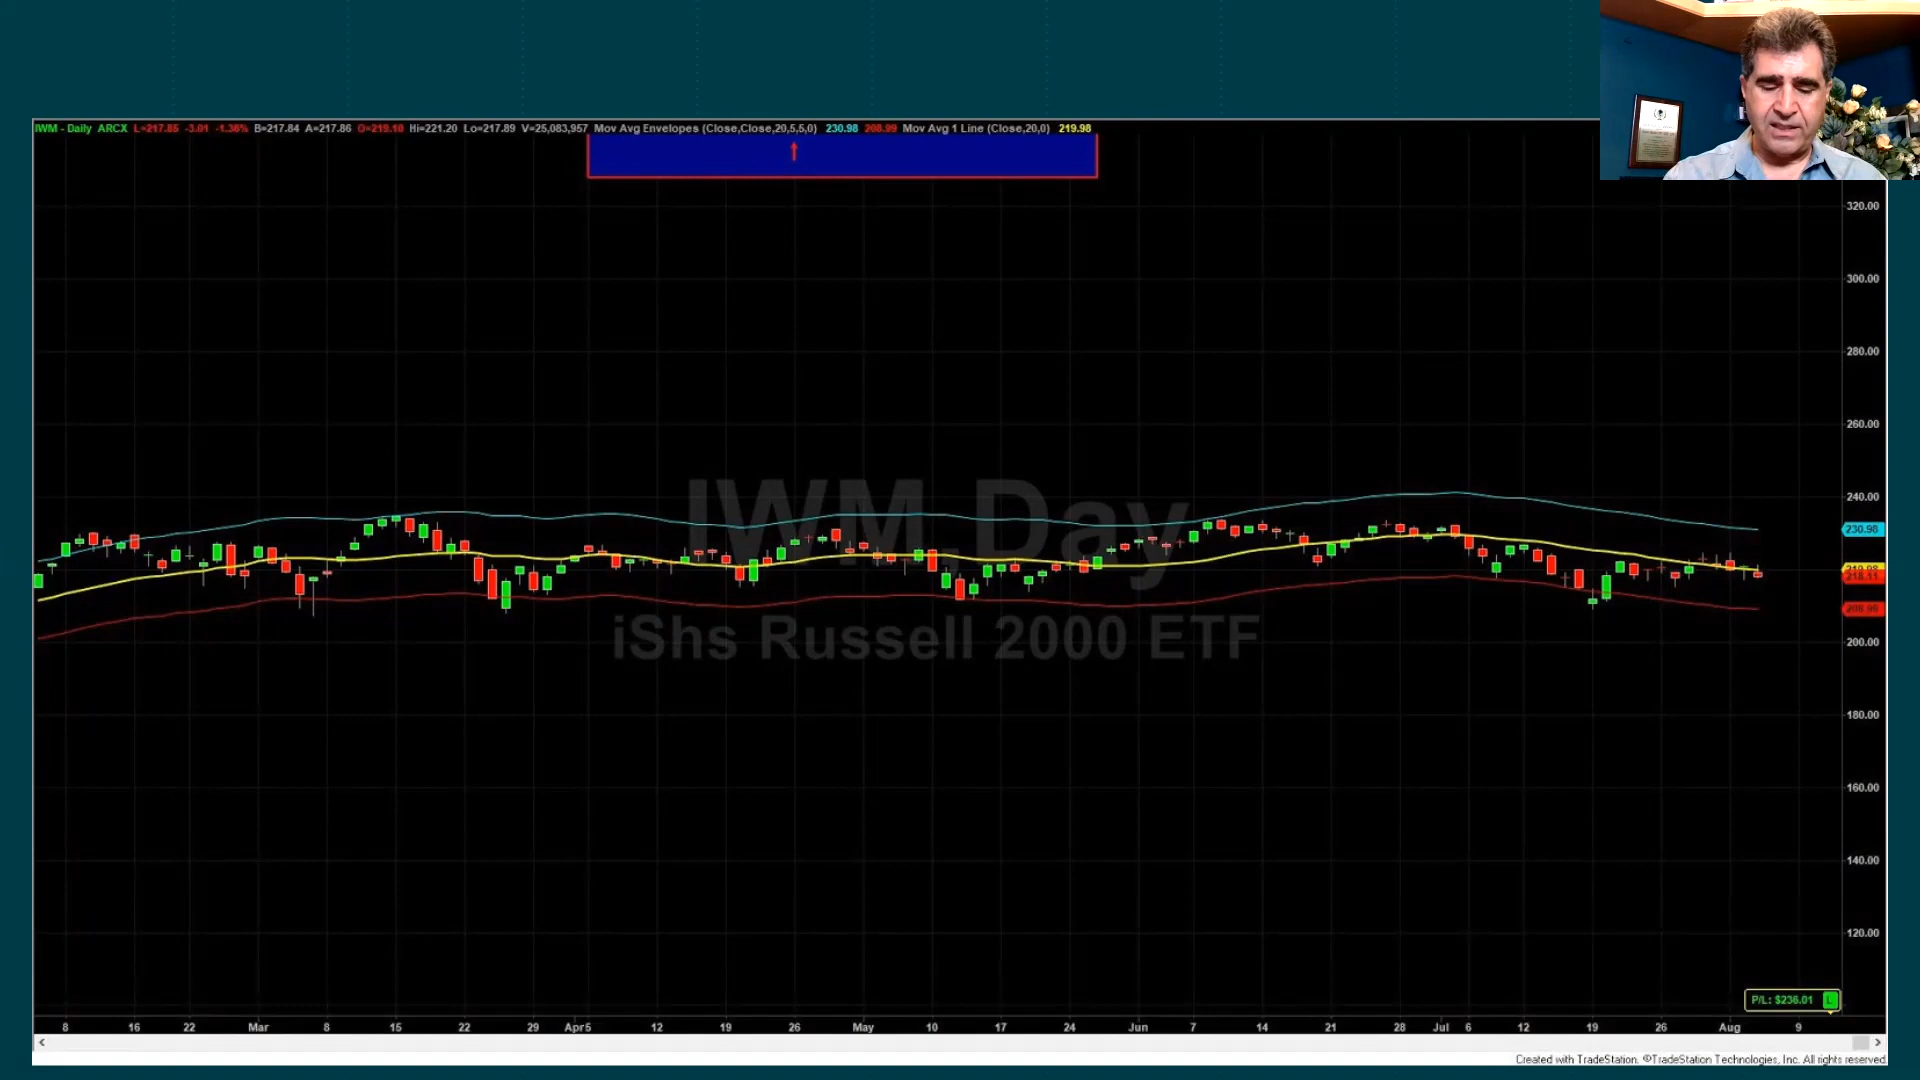 IWM - Daily ARCX L=217.85 -3.01 -1.36% B=217.84 A=217.86 O=219.10 Hi=221.20 Lo=217.89 V=25,083,957 Mov Avg Envelopes (Close,Close,20,5,5,0) 230.98 208.99 Mov Avg 1 Line (Close,20,0) 219.98
320.00
300.00
280.00
260.00
240.00
IWM,Day
230.98
218.11
208.99
iShs Russell 2000 ETF
200.00
180.00
160.00
140.00
120.00
P/L: $236.01 L
8 16 22 Mar 8 15 22 29 Apr5 12 19 26 May 10 17 24 Jun 7 14 21 28 Jul 6 12 19 26 Aug 9
Created with TradeStation. ©TradeStation Technologies, Inc. All rights reserved.